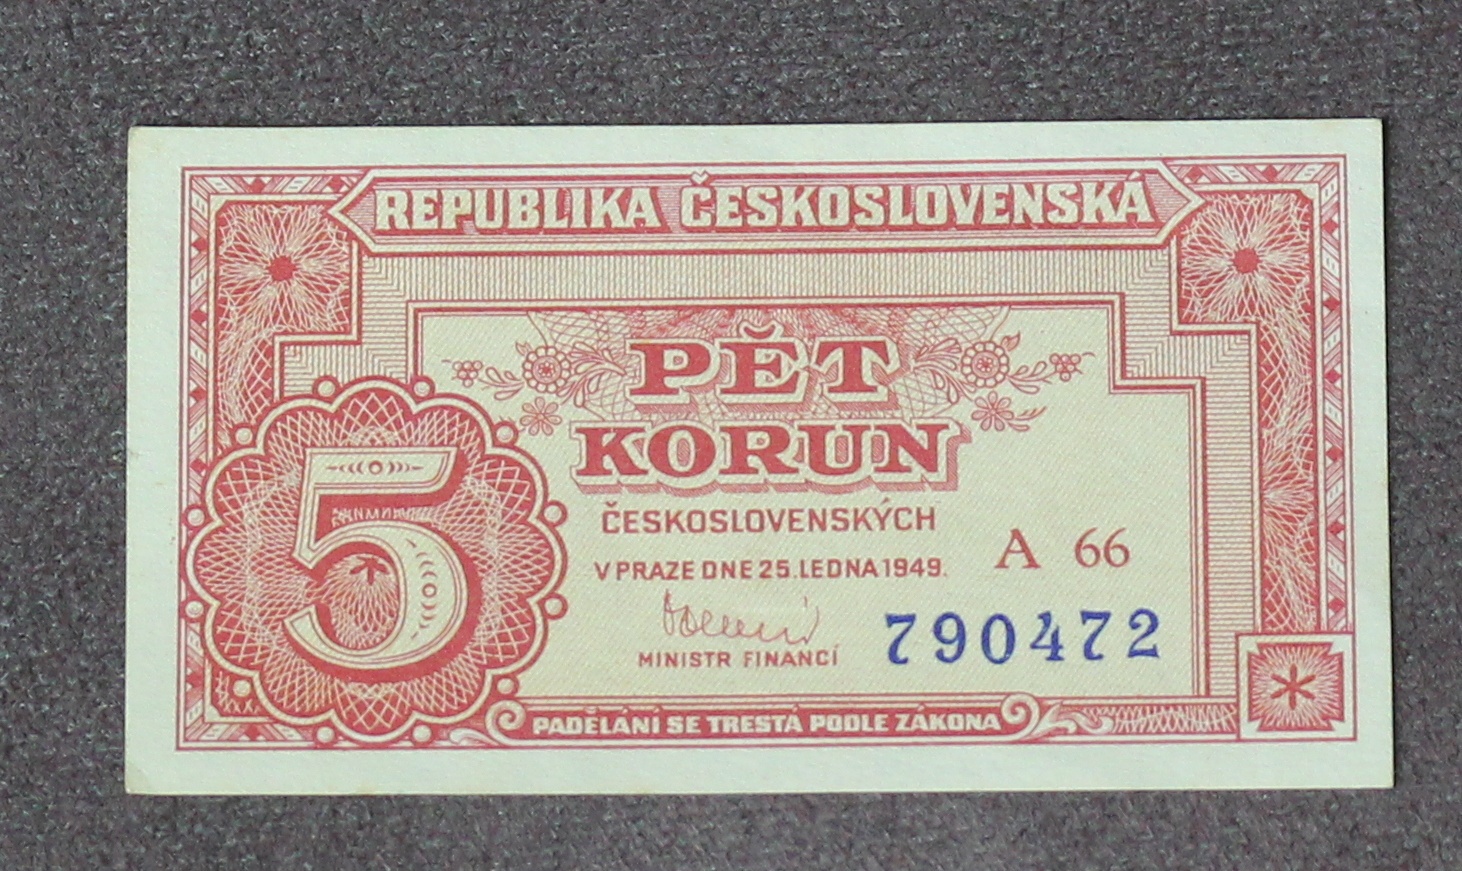 REPUBLIKA ČESKOSLOVENSKÁ
PĚT
KORUN
5
ČESKOSLOVENSKÝCH
A 66
V PRAZE DNE 25. LEDNA 1949.
790472
MINISTR FINANCÍ
PADĚLÁNÍ SE TRESTÁ PODLE ZÁKONA